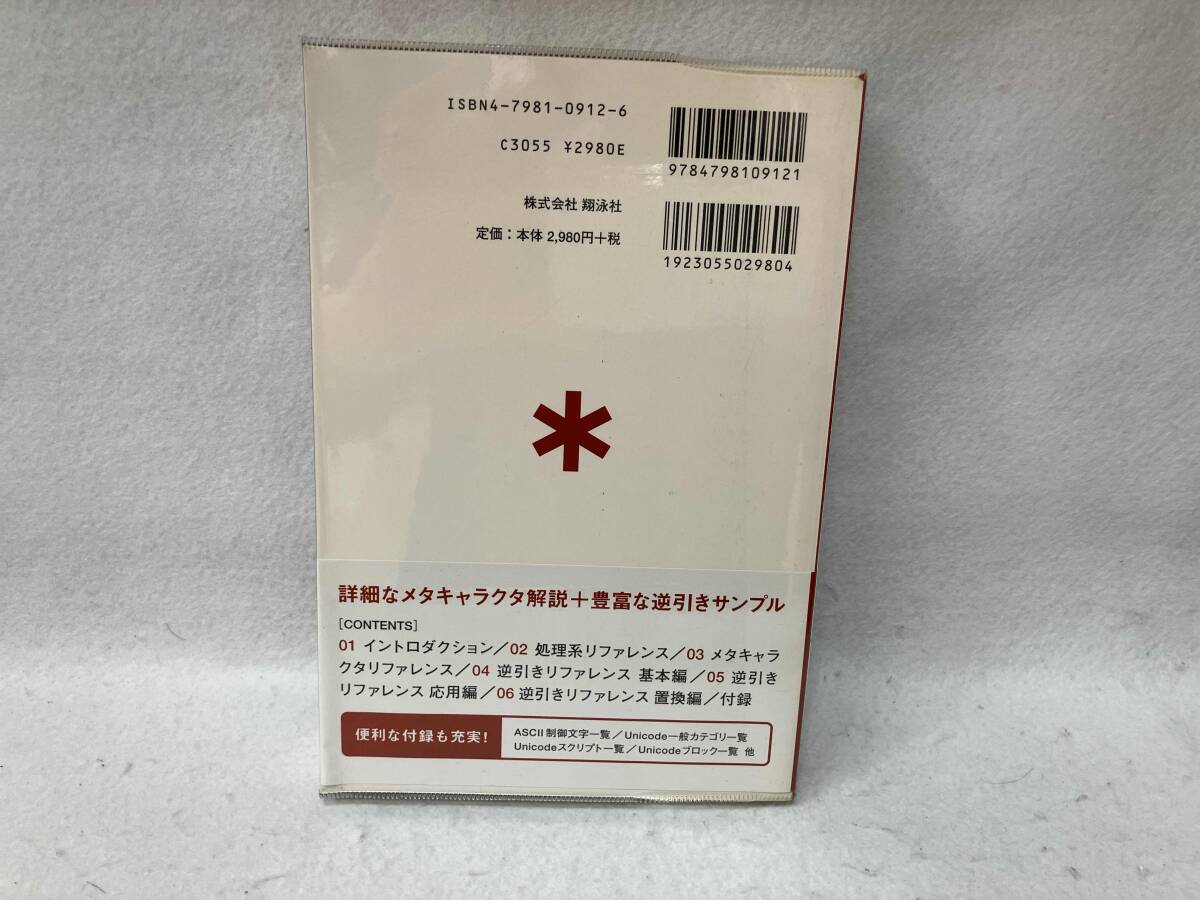 ISBN4-7981-0912-6
C3055 ¥2980E
9784798109121
株式会社 翔泳社
定価：本体 2,980円+税
1923055029804
*
詳細なメタキャラクタ解説＋豊富な逆引きサンプル
[CONTENTS]
01 イントロダクション／02 処理系リファレンス／03 メタキャラ
クタリファレンス／04 逆引きリファレンス 基本編／05 逆引き
リファレンス 応用編／06 逆引きリファレンス 置換編／付録
便利な付録も充実！
ASCII制御文字一覧／Unicode一般カテゴリ一覧
Unicodeスクリプト一覧／Unicodeブロック一覧 他